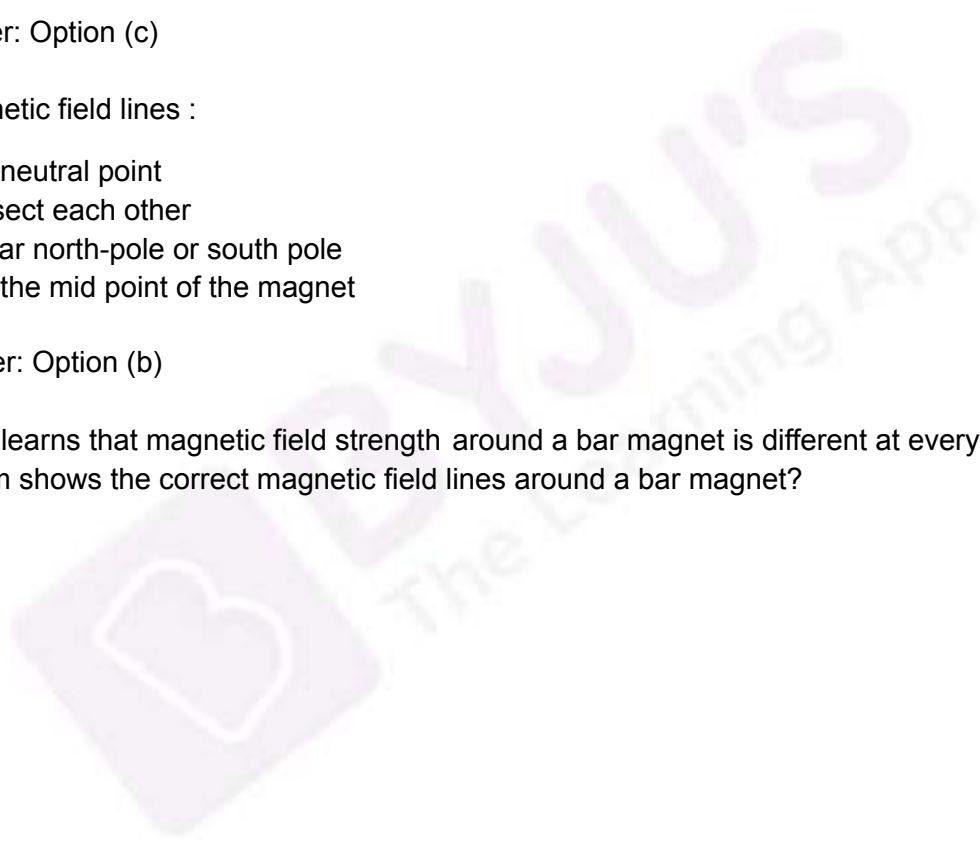 er: Option (c)
netic field lines :
neutral point
sect each other
ar north-pole or south pole
the mid point of the magnet
er: Option (b)
learns that magnetic field strength around a bar magnet is different at every
m shows the correct magnetic field lines around a bar magnet?
BYJU'S
The Learning App